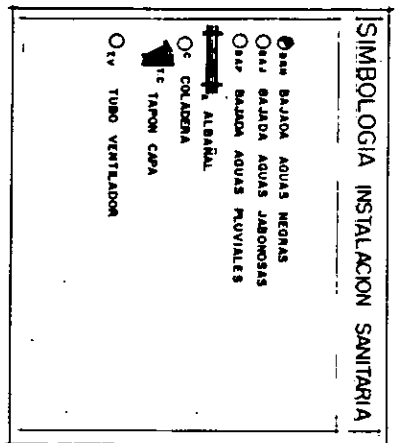 SIMBOLOGIA INSTALACION SANITARIA
BAN BAJADA AGUAS NEGRAS
BAJ BAJADA AGUAS JABONOSAS
BAP BAJADA AGUAS PLUVIALES
A ALBAÑAL
C COLADERA
T.C TAPON CAPA
TV TUBO VENTILADOR